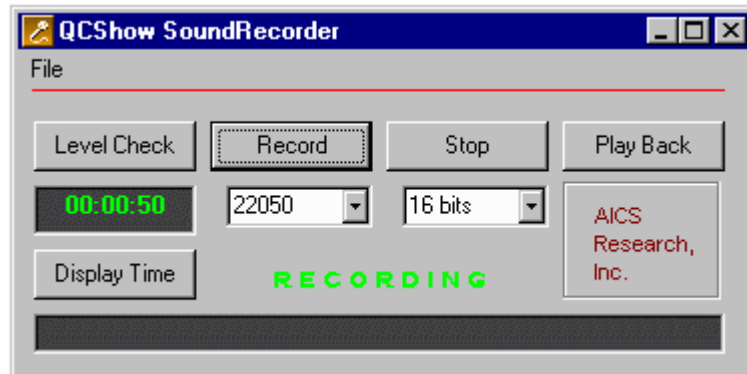 QCShow SoundRecorder
File
Level Check Record Stop Play Back
00:00:50 22050 16 bits
AICS
Research,
Inc.
Display Time RECORDING